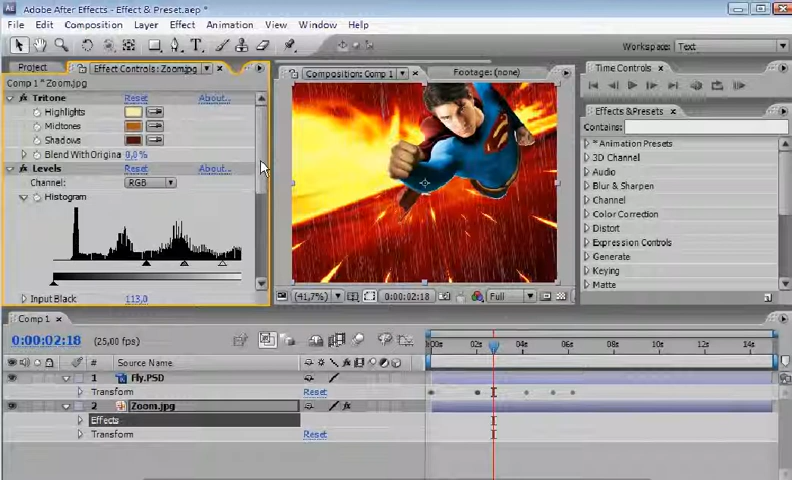 Adobe After Effects - Effect & Preset.aep *
File Edit Composition Layer Effect Animation View Window Help
Workspace: Text
Project Effect Controls: Zoom.jpg
Comp 1 * Zoom.jpg
Tritone Reset About...
Highlights
Midtones
Shadows
Blend With Origina 0,0%
Levels Reset About...
Channel: RGB
Histogram
Input Black 113,0
Composition: Comp 1 Footage: (none)
(41,7%) 0:00:02:18 Full
Time Controls
Effects & Presets
Contains:
* Animation Presets
3D Channel
Audio
Blur & Sharpen
Channel
Color Correction
Distort
Expression Controls
Generate
Keying
Matte
Comp 1
0:00:02:18 (25,00 fps)
# Source Name
00s 02s 04s 06s 08s 10s 12s 14s
1 Fly.PSD
Transform Reset
2 Zoom.jpg
Effects
Transform Reset